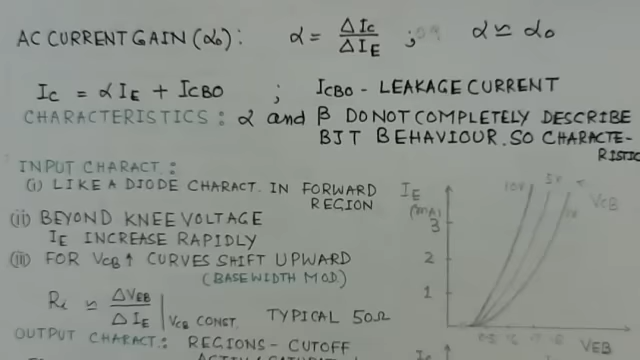 AC CURRENT GAIN (α₀) : α = ΔIc / ΔIE ; α ≃ α₀
Ic = αIE + ICBO ; ICBO - LEAKAGE CURRENT
CHARACTERISTICS : α and β DO NOT COMPLETELY DESCRIBE
BJT BEHAVIOUR. SO CHARACTE-
RISTIC
INPUT CHARACT. :
(i) LIKE A DIODE CHARACT. IN FORWARD
REGION
(ii) BEYOND KNEE VOLTAGE
IE INCREASE RAPIDLY
(iii) FOR VCB ↑ CURVES SHIFT UPWARD
(BASEWIDTH MOD.)
Ri ≃ ΔVEB / ΔIE | VCB CONST. TYPICAL 50Ω
OUTPUT CHARACT. : REGIONS - CUTOFF
IE
(mA)
3
2
1
10V 5V 1V VCB
VEB
Ic